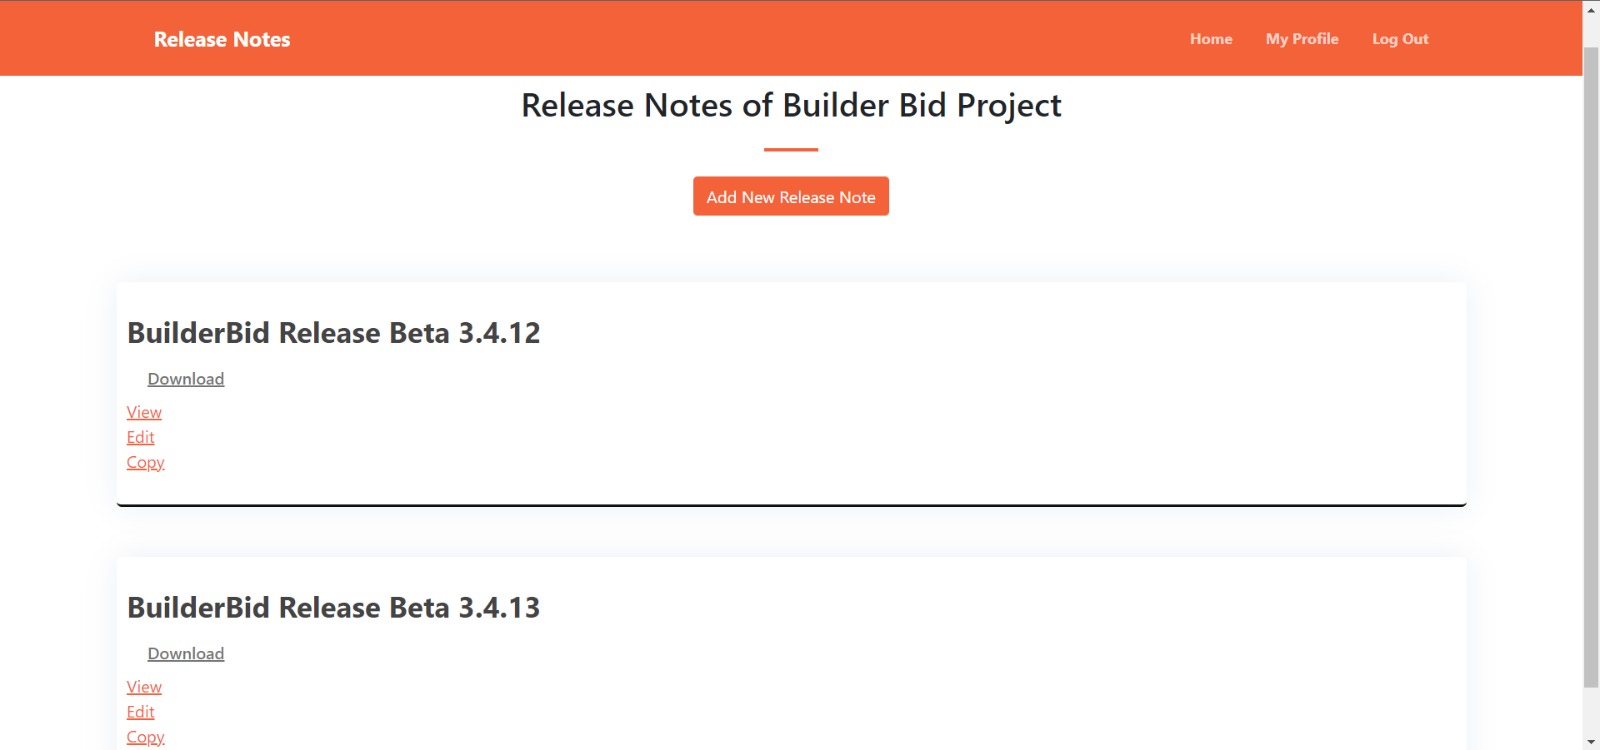 Release Notes
Home My Profile Log Out
Release Notes of Builder Bid Project
Add New Release Note
BuilderBid Release Beta 3.4.12
Download
View
Edit
Copy
BuilderBid Release Beta 3.4.13
Download
View
Edit
Copy